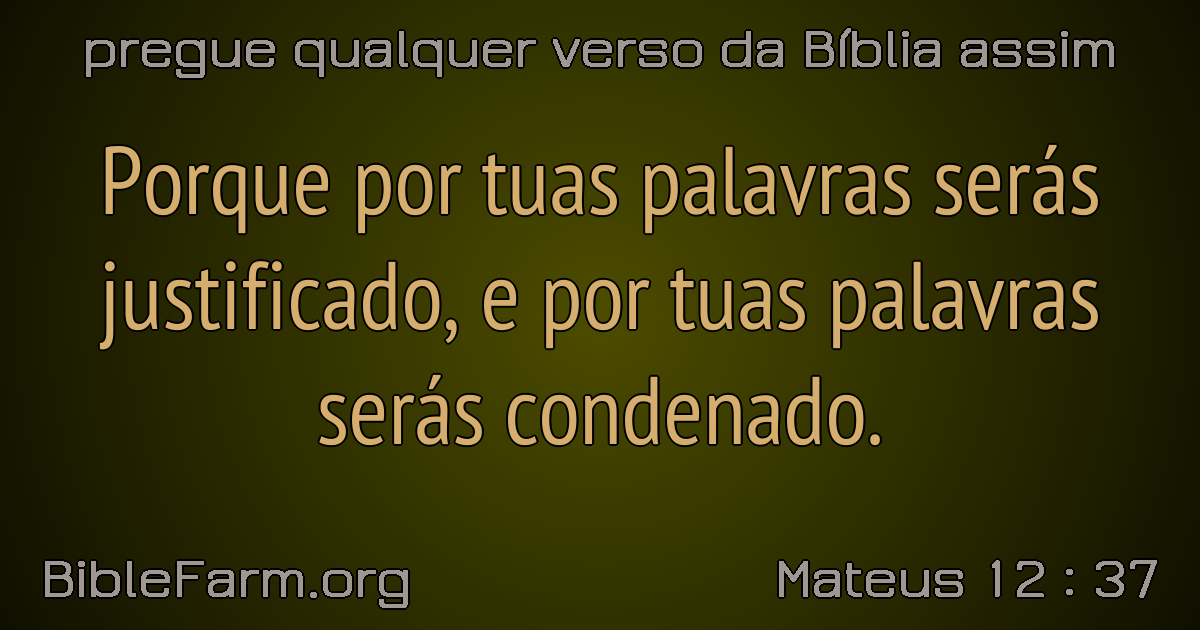 pregue qualquer verso da Bíblia assim
Porque por tuas palavras serás
justificado, e por tuas palavras
serás condenado.
BibleFarm.org
Mateus 12 : 37